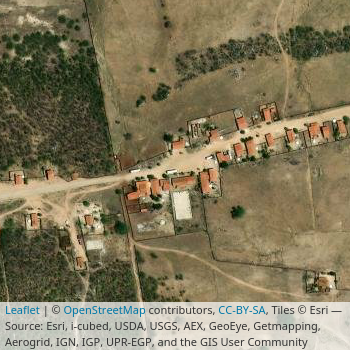 Leaflet | © OpenStreetMap contributors, CC-BY-SA, Tiles © Esri —
Source: Esri, i-cubed, USDA, USGS, AEX, GeoEye, Getmapping,
Aerogrid, IGN, IGP, UPR-EGP, and the GIS User Community